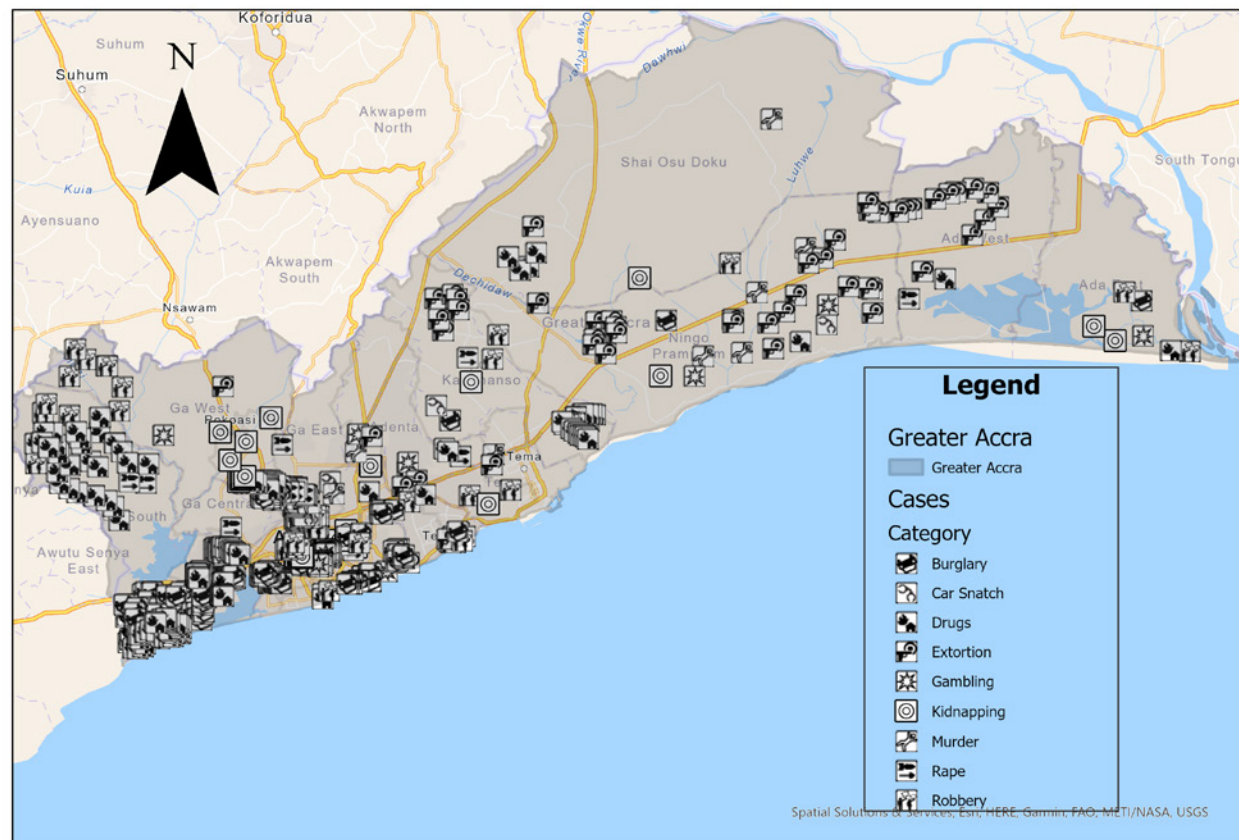 Koforidua
Suhum
Suhum
N
Okwe River
Dawhwi
Akwapem
North
Shai Osu Doku
South Tongu
Kuia
Luhwe
Ayensuano
Akwapem
South
Ada West
Dechidaw
Nsawam
Greater Accra
Ningo
Pram
Ga West
Ga East
Adenta
Tema
Ga Central
South
Awutu Senya
East
Legend
Greater Accra
Greater Accra
Cases
Category
Burglary
Car Snatch
Drugs
Extortion
Gambling
Kidnapping
Murder
Rape
Robbery
Spatial Solutions & Services, Esri, HERE, Garmin, FAO, METI/NASA, USGS